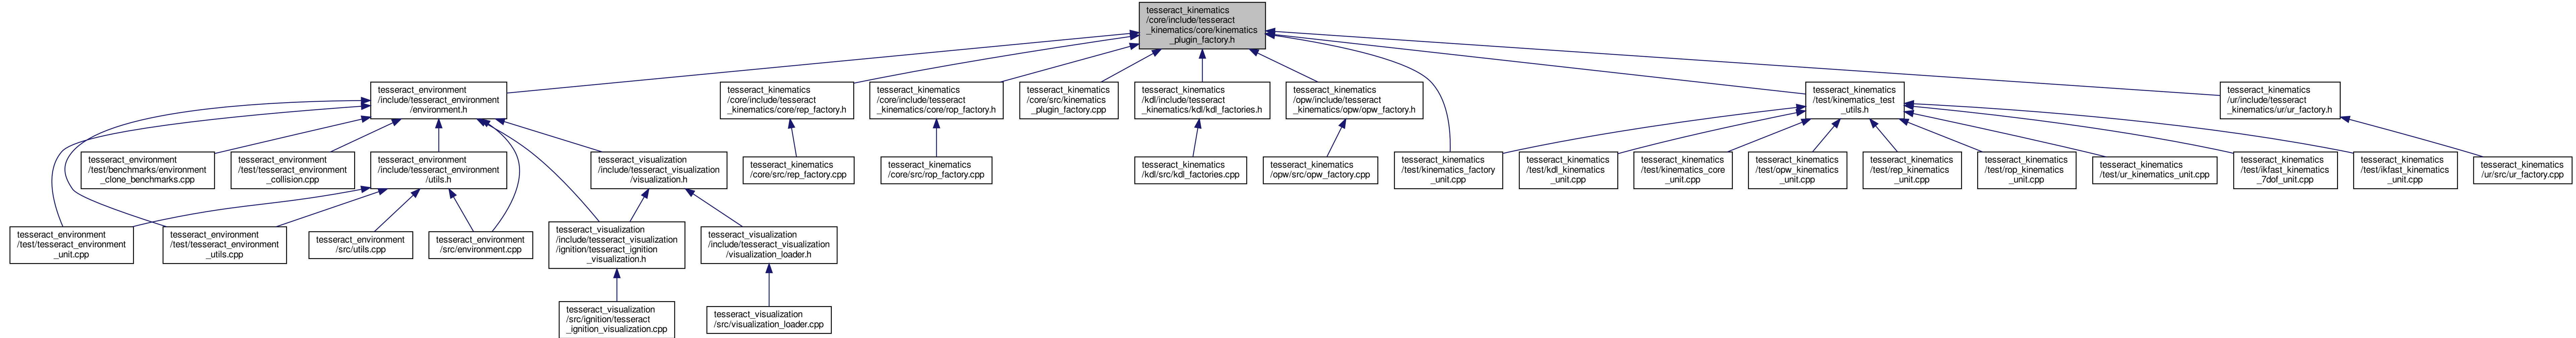 tesseract_kinematics
/core/include/tesseract
_kinematics/core/kinematics
_plugin_factory.h
tesseract_environment
/include/tesseract_environment
/environment.h
tesseract_kinematics
/core/include/tesseract
_kinematics/core/rep_factory.h
tesseract_kinematics
/core/include/tesseract
_kinematics/core/rop_factory.h
tesseract_kinematics
/core/src/kinematics
_plugin_factory.cpp
tesseract_kinematics
/kdl/include/tesseract
_kinematics/kdl/kdl_factories.h
tesseract_kinematics
/opw/include/tesseract
_kinematics/opw/opw_factory.h
tesseract_kinematics
/test/kinematics_test
_utils.h
tesseract_kinematics
/ur/include/tesseract
_kinematics/ur/ur_factory.h
tesseract_environment
/test/benchmarks/environment
_clone_benchmarks.cpp
tesseract_environment
/test/tesseract_environment
_collision.cpp
tesseract_environment
/include/tesseract_environment
/utils.h
tesseract_visualization
/include/tesseract_visualization
/visualization.h
tesseract_kinematics
/core/src/rep_factory.cpp
tesseract_kinematics
/core/src/rop_factory.cpp
tesseract_kinematics
/kdl/src/kdl_factories.cpp
tesseract_kinematics
/opw/src/opw_factory.cpp
tesseract_kinematics
/test/kinematics_factory
_unit.cpp
tesseract_kinematics
/test/kdl_kinematics
_unit.cpp
tesseract_kinematics
/test/kinematics_core
_unit.cpp
tesseract_kinematics
/test/opw_kinematics
_unit.cpp
tesseract_kinematics
/test/rep_kinematics
_unit.cpp
tesseract_kinematics
/test/rop_kinematics
_unit.cpp
tesseract_kinematics
/test/ur_kinematics_unit.cpp
tesseract_kinematics
/test/ikfast_kinematics
_7dof_unit.cpp
tesseract_kinematics
/test/ikfast_kinematics
_unit.cpp
tesseract_kinematics
/ur/src/ur_factory.cpp
tesseract_environment
/test/tesseract_environment
_unit.cpp
tesseract_environment
/test/tesseract_environment
_utils.cpp
tesseract_environment
/src/utils.cpp
tesseract_environment
/src/environment.cpp
tesseract_visualization
/include/tesseract_visualization
/ignition/tesseract_ignition
_visualization.h
tesseract_visualization
/include/tesseract_visualization
/visualization_loader.h
tesseract_visualization
/src/ignition/tesseract
_ignition_visualization.cpp
tesseract_visualization
/src/visualization_loader.cpp